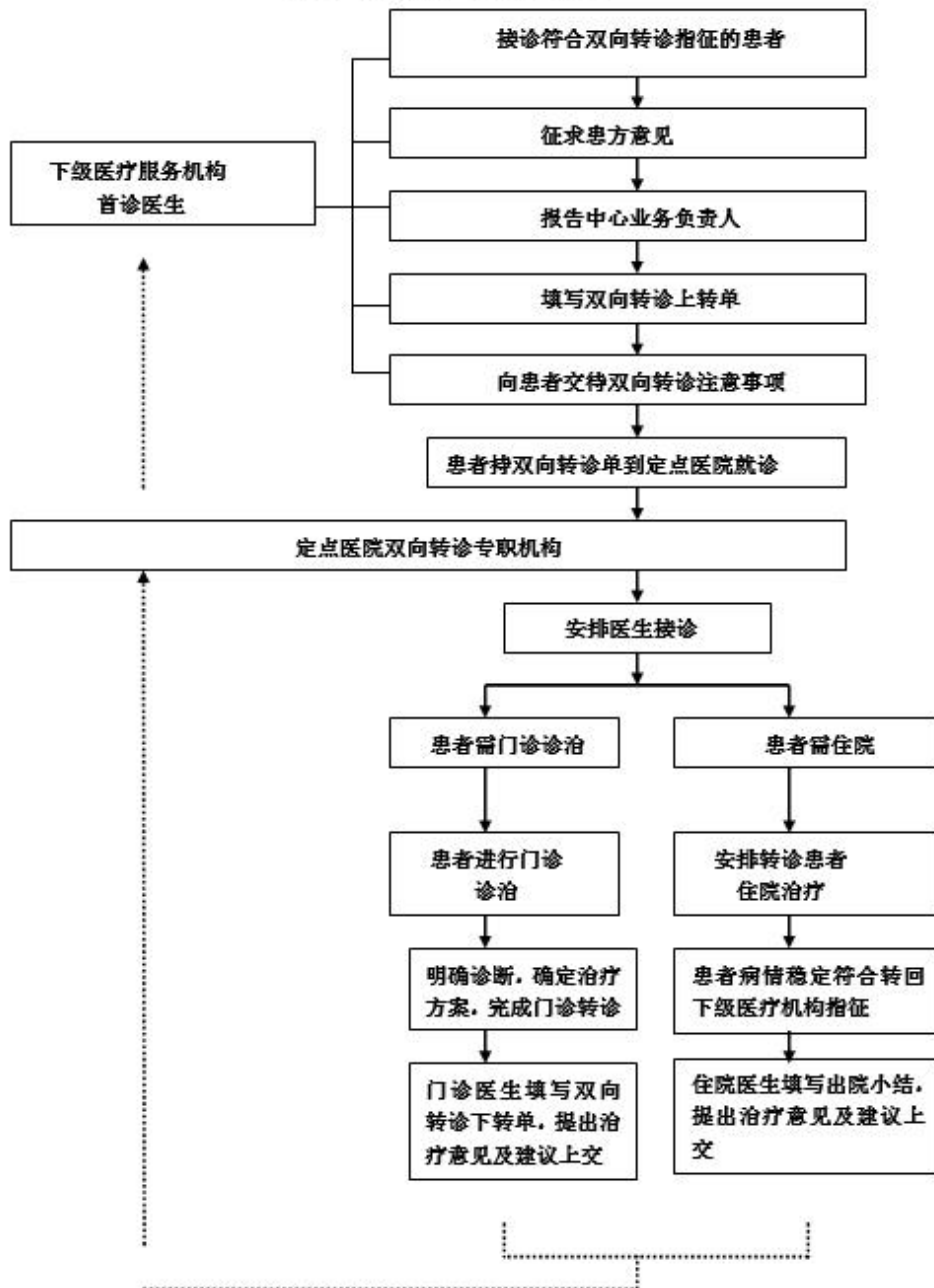 接诊符合双向转诊指征的患者
征求患方意见
下级医疗服务机构
首诊医生
报告中心业务负责人
填写双向转诊上转单
向患者交待双向转诊注意事项
患者持双向转诊单到定点医院就诊
定点医院双向转诊专职机构
安排医生接诊
患者需门诊诊治
患者需住院
患者进行门诊
诊治
安排转诊患者
住院治疗
明确诊断，确定治疗
方案，完成门诊转诊
患者病情稳定符合转回
下级医疗机构指征
门诊医生填写双向
转诊下转单，提出治
疗意见及建议上交
住院医生填写出院小结，
提出治疗意见及建议上
交